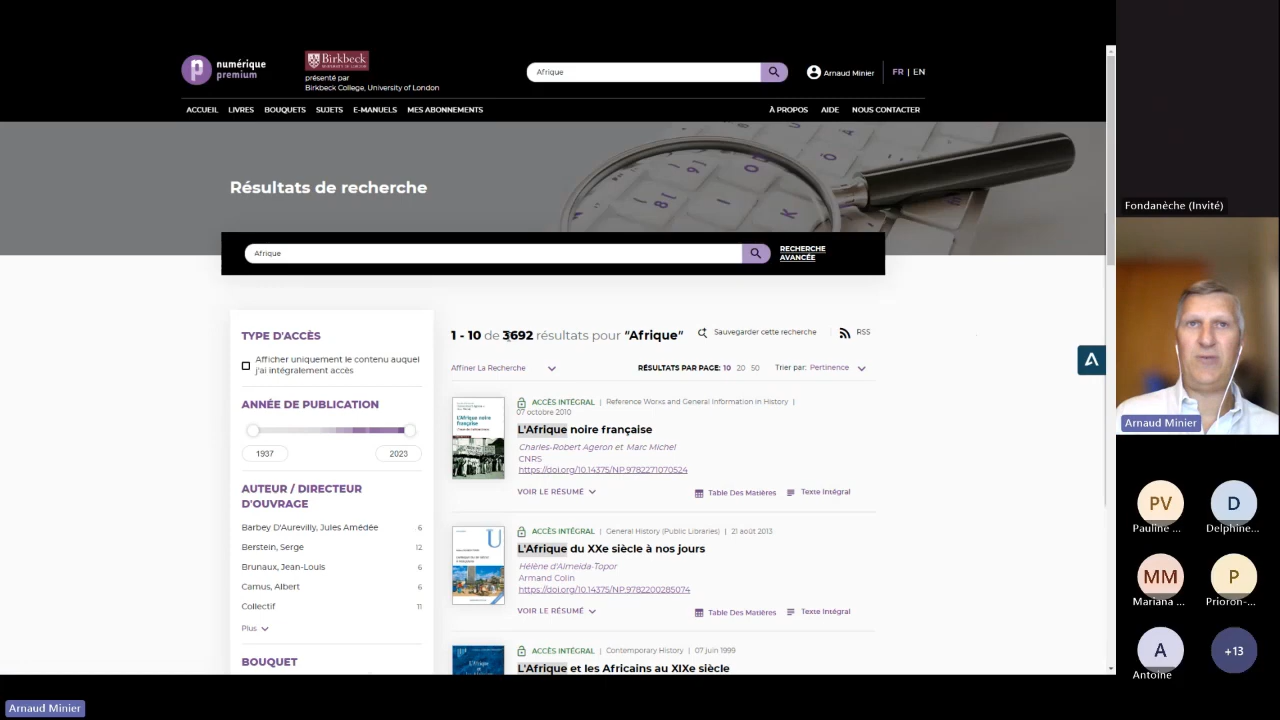 numérique
premium
Birkbeck
présenté par
Birkbeck College, University of London
Afrique
Arnaud Minier
FR | EN
ACCUEIL LIVRES BOUQUETS SUJETS E-MANUELS MES ABONNEMENTS
À PROPOS AIDE NOUS CONTACTER
Résultats de recherche
Afrique
RECHERCHE
AVANCÉE
TYPE D'ACCÈS
Afficher uniquement le contenu auquel
j'ai intégralement accès
ANNÉE DE PUBLICATION
1937 2023
AUTEUR / DIRECTEUR
D'OUVRAGE
Barbey D'Aurevilly, Jules Amédée 6
Berstein, Serge 12
Brunaux, Jean-Louis 6
Camus, Albert 6
Collectif 11
Plus
BOUQUET
1 - 10 de 3692 résultats pour "Afrique"
Sauvegarder cette recherche
RSS
Affiner La Recherche
RÉSULTATS PAR PAGE: 10 20 50
Trier par: Pertinence
ACCÈS INTÉGRAL | Reference Works and General Information in History |
07 octobre 2010
L'Afrique noire française
Charles-Robert Ageron et Marc Michel
CNRS
https://doi.org/10.14375/NP.9782271070524
VOIR LE RÉSUMÉ
Table Des Matières
Texte Intégral
ACCÈS INTÉGRAL | General History (Public Libraries) | 21 août 2013
L'Afrique du XXe siècle à nos jours
Hélène d'Almeida-Topor
Armand Colin
https://doi.org/10.14375/NP.9782200285074
VOIR LE RÉSUMÉ
Table Des Matières
Texte Intégral
ACCÈS INTÉGRAL | Contemporary History | 07 juin 1999
L'Afrique et les Africains au XIXe siècle
Fondanèche (Invité)
Arnaud Minier
PV
Pauline ...
D
Delphine...
MM
Mariana ...
P
Prioron-...
A
Antoine
+13
Arnaud Minier